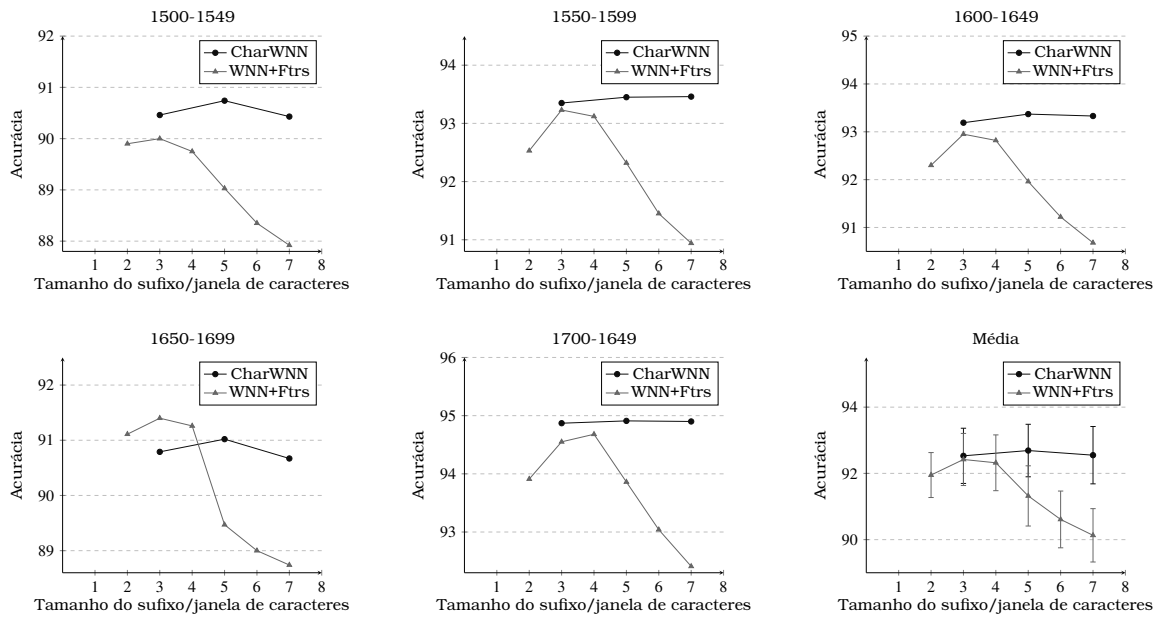 1500-1549
92
91
90
89
88
Acurácia
CharWNN
WNN+Ftrs
1 2 3 4 5 6 7 8
Tamanho do sufixo/janela de caracteres
1550-1599
94
93
92
91
Acurácia
CharWNN
WNN+Ftrs
1 2 3 4 5 6 7 8
Tamanho do sufixo/janela de caracteres
1600-1649
95
94
93
92
91
Acurácia
CharWNN
WNN+Ftrs
1 2 3 4 5 6 7 8
Tamanho do sufixo/janela de caracteres
1650-1699
92
91
90
89
Acurácia
CharWNN
WNN+Ftrs
1 2 3 4 5 6 7 8
Tamanho do sufixo/janela de caracteres
1700-1649
96
95
94
93
Acurácia
CharWNN
WNN+Ftrs
1 2 3 4 5 6 7 8
Tamanho do sufixo/janela de caracteres
Média
94
92
90
Acurácia
CharWNN
WNN+Ftrs
1 2 3 4 5 6 7 8
Tamanho do sufixo/janela de caracteres